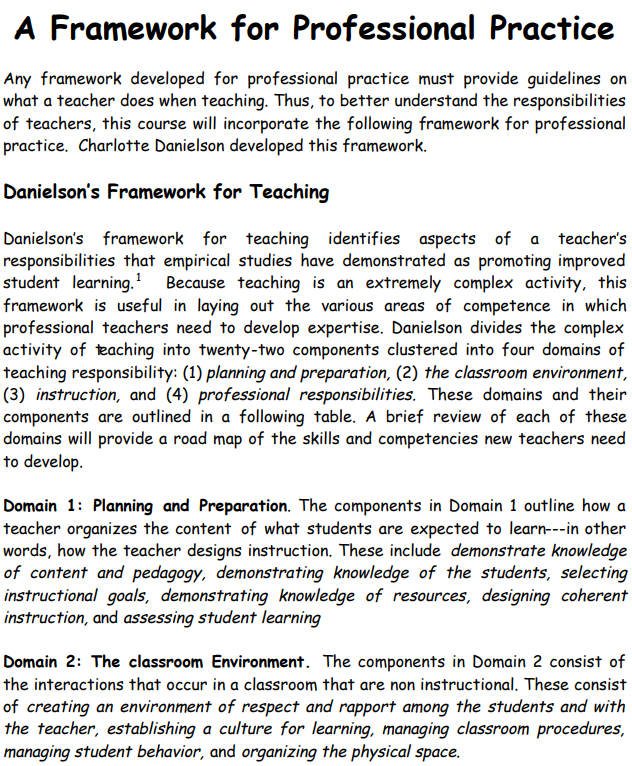 A Framework for Professional Practice
Any framework developed for professional practice must provide guidelines on
what a teacher does when teaching. Thus, to better understand the responsibilities
of teachers, this course will incorporate the following framework for professional
practice. Charlotte Danielson developed this framework.
Danielson's Framework for Teaching
Danielson's framework for teaching identifies aspects of a teacher's
responsibilities that empirical studies have demonstrated as promoting improved
student learning.1 Because teaching is an extremely complex activity, this
framework is useful in laying out the various areas of competence in which
professional teachers need to develop expertise. Danielson divides the complex
activity of teaching into twenty-two components clustered into four domains of
teaching responsibility: (1) planning and preparation, (2) the classroom environment,
(3) instruction, and (4) professional responsibilities. These domains and their
components are outlined in a following table. A brief review of each of these
domains will provide a road map of the skills and competencies new teachers need
to develop.
Domain 1: Planning and Preparation. The components in Domain 1 outline how a
teacher organizes the content of what students are expected to learn---in other
words, how the teacher designs instruction. These include demonstrate knowledge
of content and pedagogy, demonstrating knowledge of the students, selecting
instructional goals, demonstrating knowledge of resources, designing coherent
instruction, and assessing student learning
Domain 2: The classroom Environment. The components in Domain 2 consist of
the interactions that occur in a classroom that are non instructional. These consist
of creating an environment of respect and rapport among the students and with
the teacher, establishing a culture for learning, managing classroom procedures,
managing student behavior, and organizing the physical space.